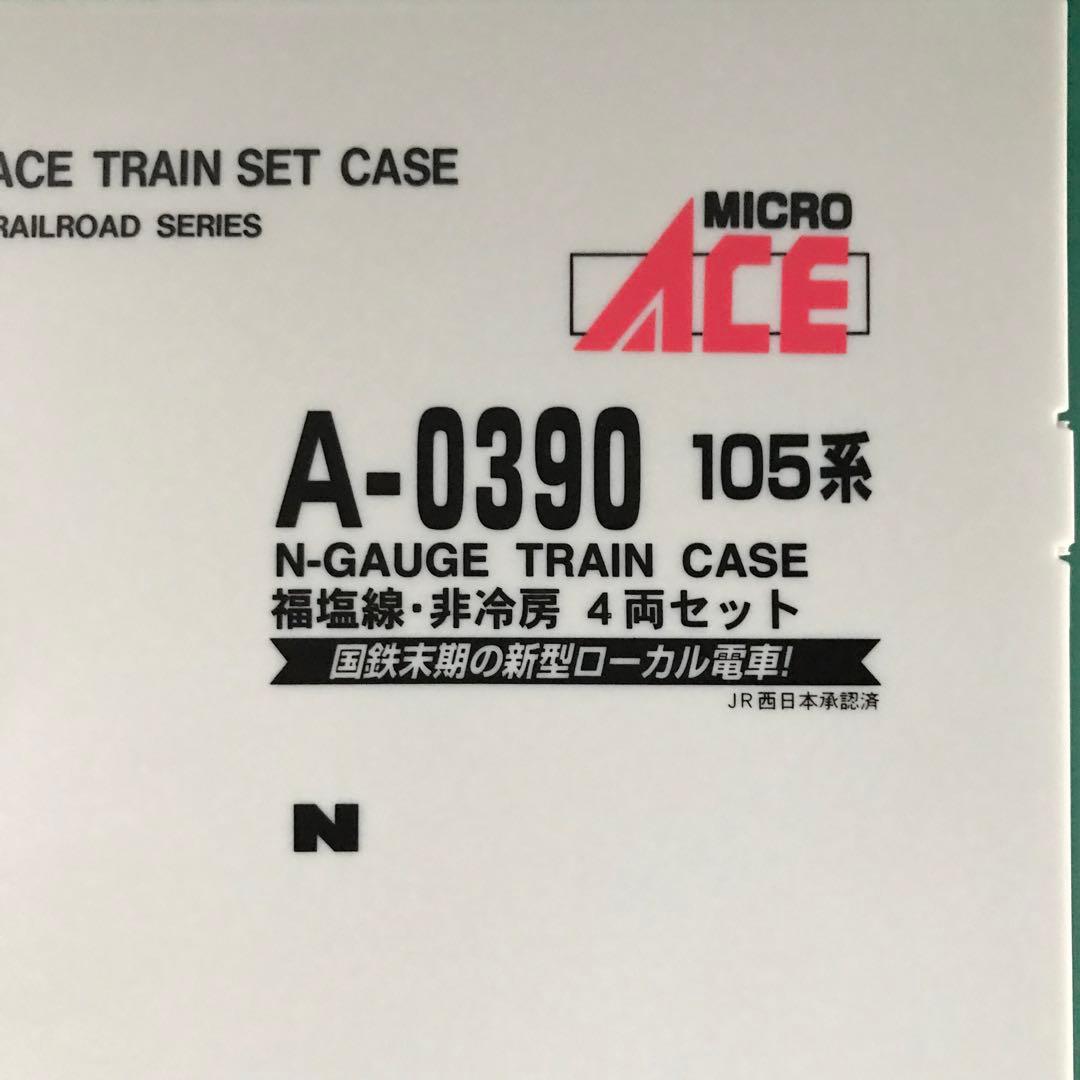 ACE TRAIN SET CASE
RAILROAD SERIES
MICRO
ACE
A-0390 105系
N-GAUGE TRAIN CASE
福塩線・非冷房 4両セット
国鉄末期の新型ローカル電車!
JR西日本承認済
N